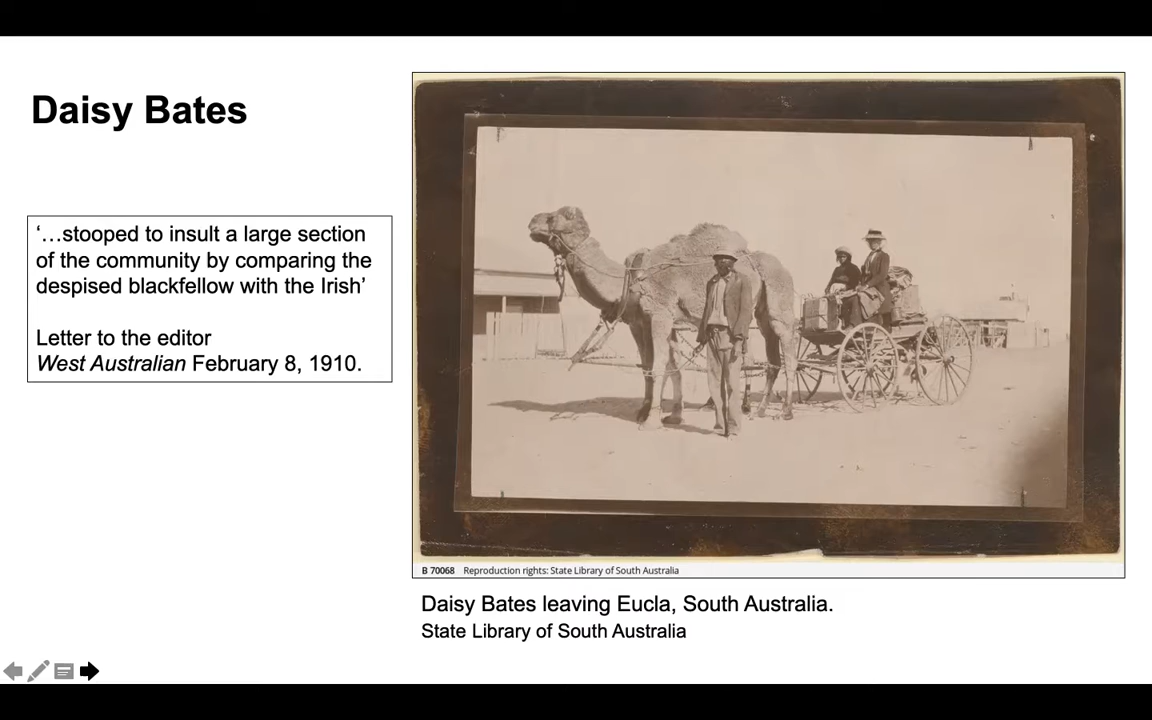 Daisy Bates
‘…stooped to insult a large section
of the community by comparing the
despised blackfellow with the Irish’
Letter to the editor
West Australian February 8, 1910.
B 70068 Reproduction rights: State Library of South Australia
Daisy Bates leaving Eucla, South Australia.
State Library of South Australia